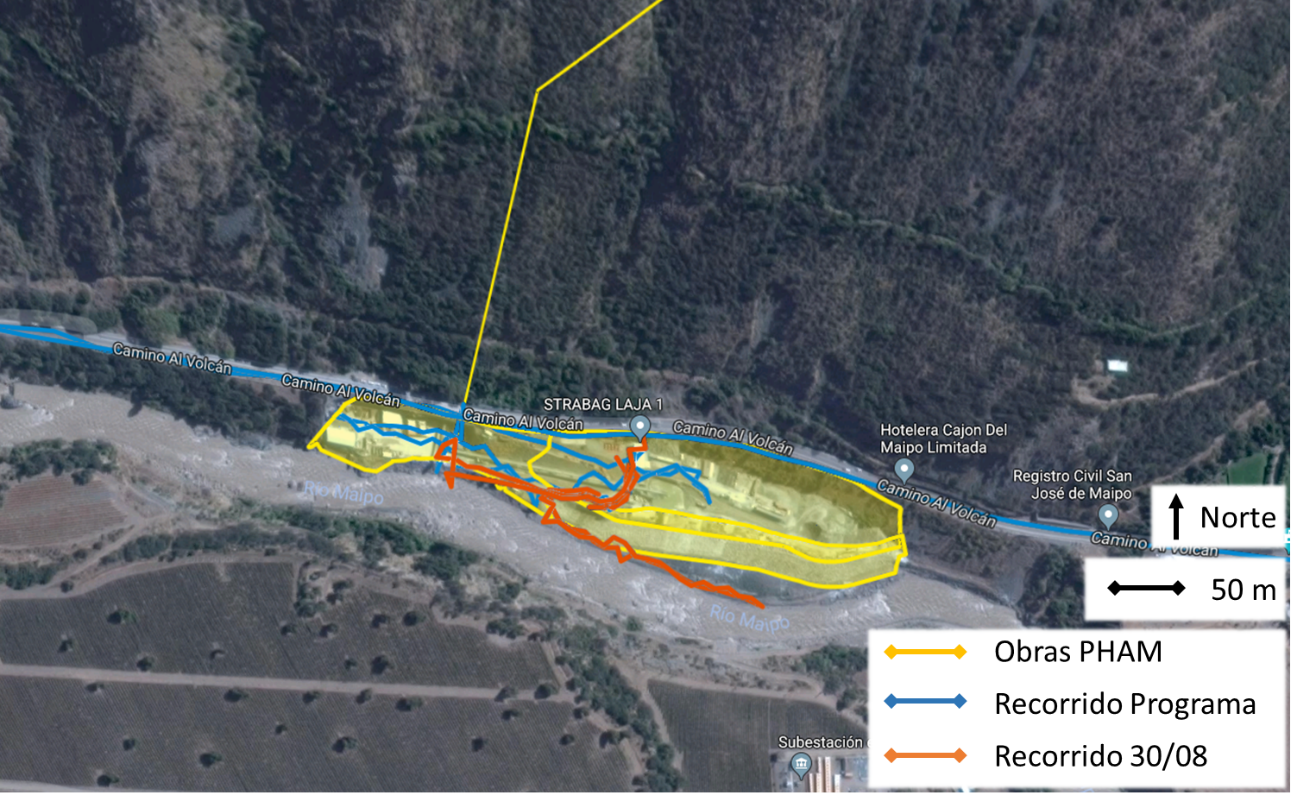 Camino Al Volcán
Camino Al Volcán
STRABAG LAJA 1
Camino Al Volcán
Camino Al Volcán
Hotelera Cajon Del
Maipo Limitada
Registro Civil San
José de Maipo
Camino Al Volcán
Río Maipo
Norte
Camino Al Volcán
50 m
Río Maipo
Obras PHAM
Recorrido Programa
Subestación
Recorrido 30/08